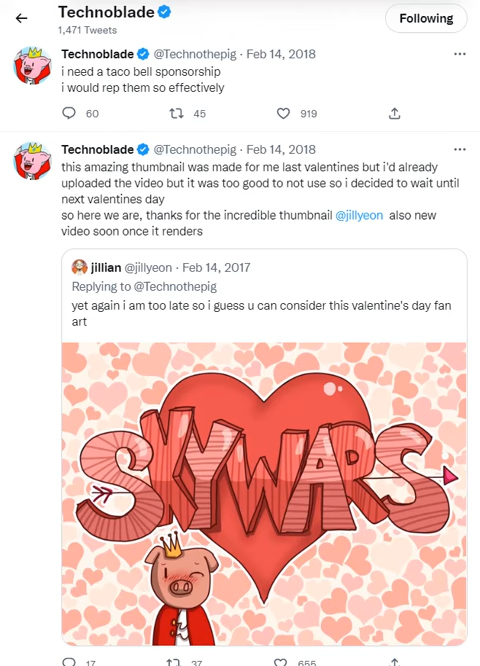 Technoblade
1,471 Tweets
Following
Technoblade @Technothepig · Feb 14, 2018
i need a taco bell sponsorship
i would rep them so effectively
60 45 919
Technoblade @Technothepig · Feb 14, 2018
this amazing thumbnail was made for me last valentines but i'd already
uploaded the video but it was too good to not use so i decided to wait until
next valentines day
so here we are, thanks for the incredible thumbnail @jillyeon also new
video soon once it renders
jillian @jillyeon · Feb 14, 2017
Replying to @Technothepig
yet again i am too late so i guess u can consider this valentine's day fan
art
SKYWARS
17 37 655